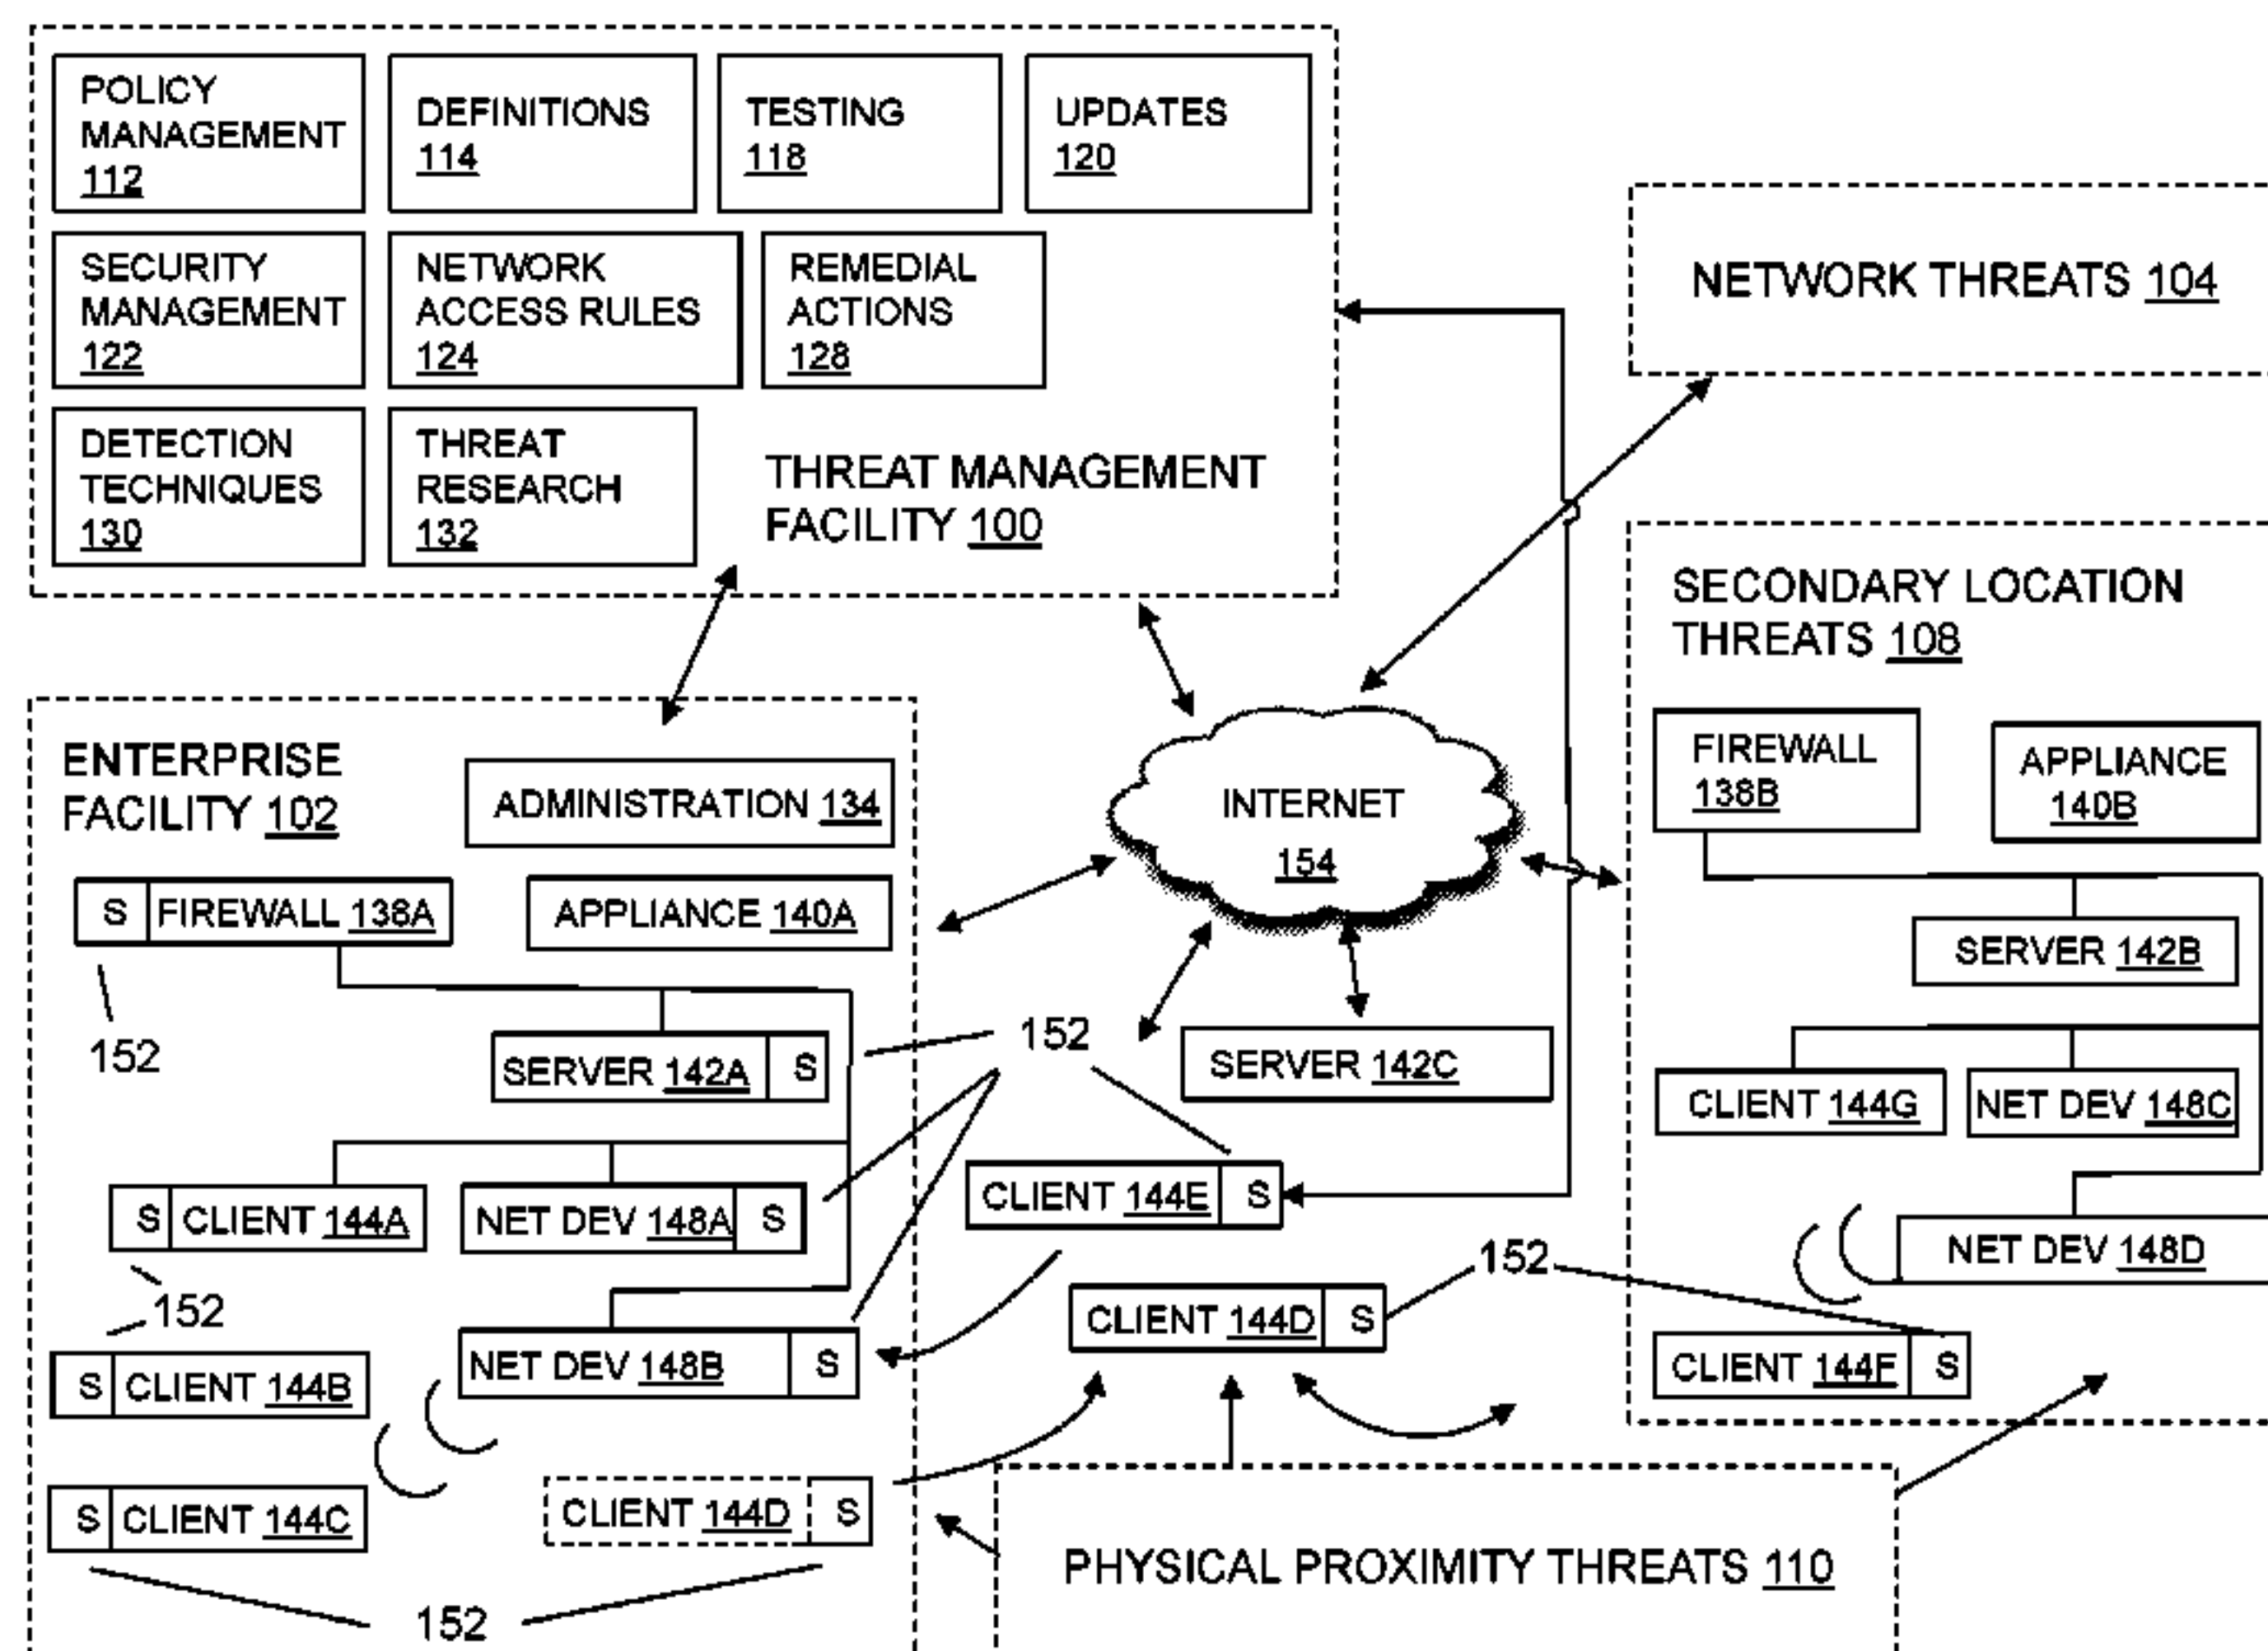 POLICY
MANAGEMENT
112
DEFINITIONS
114
TESTING
118
UPDATES
120
SECURITY
MANAGEMENT
122
NETWORK
ACCESS RULES
124
REMEDIAL
ACTIONS
128
DETECTION
TECHNIQUES
130
THREAT
RESEARCH
132
THREAT MANAGEMENT
FACILITY 100
NETWORK THREATS 104
SECONDARY LOCATION
THREATS 108
FIREWALL
138B
APPLIANCE
140B
SERVER 142B
CLIENT 144G
NET DEV 148C
NET DEV 148D
CLIENT 144F
S
ENTERPRISE
FACILITY 102
ADMINISTRATION 134
S
FIREWALL 138A
APPLIANCE 140A
152
SERVER 142A
S
S
CLIENT 144A
NET DEV 148A
S
152
S
CLIENT 144B
NET DEV 148B
S
S
CLIENT 144C
CLIENT 144D
S
152
INTERNET
154
152
SERVER 142C
CLIENT 144E
S
152
CLIENT 144D
S
PHYSICAL PROXIMITY THREATS 110